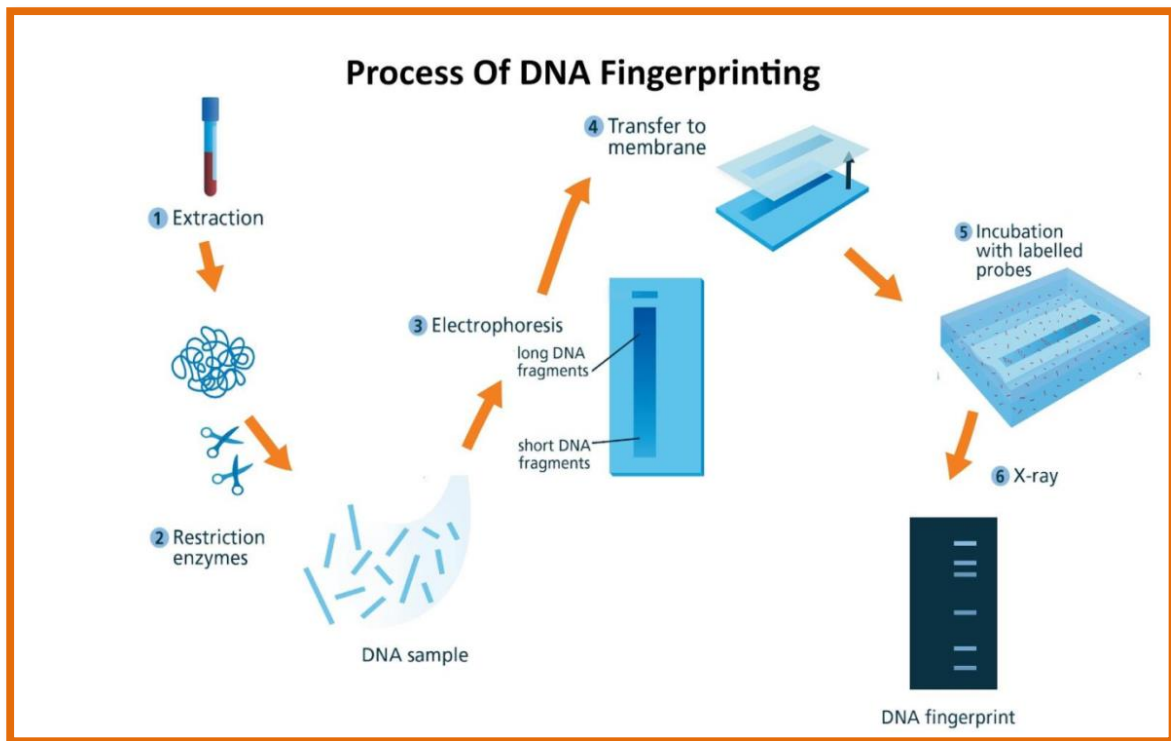 Process Of DNA Fingerprinting
1 Extraction
2 Restriction
enzymes
DNA sample
3 Electrophoresis
long DNA
fragments
short DNA
fragments
4 Transfer to
membrane
5 Incubation
with labelled
probes
6 X-ray
DNA fingerprint